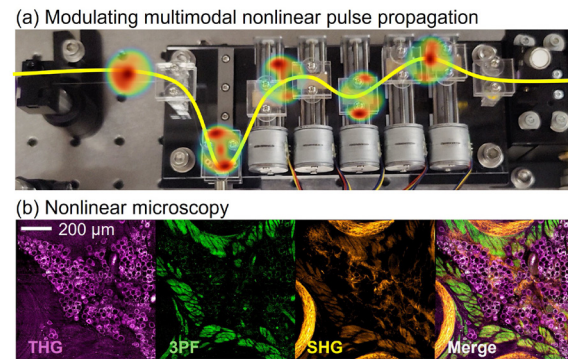 (a) Modulating multimodal nonlinear pulse propagation
(b) Nonlinear microscopy
200 μm
THG
3PF
SHG
Merge